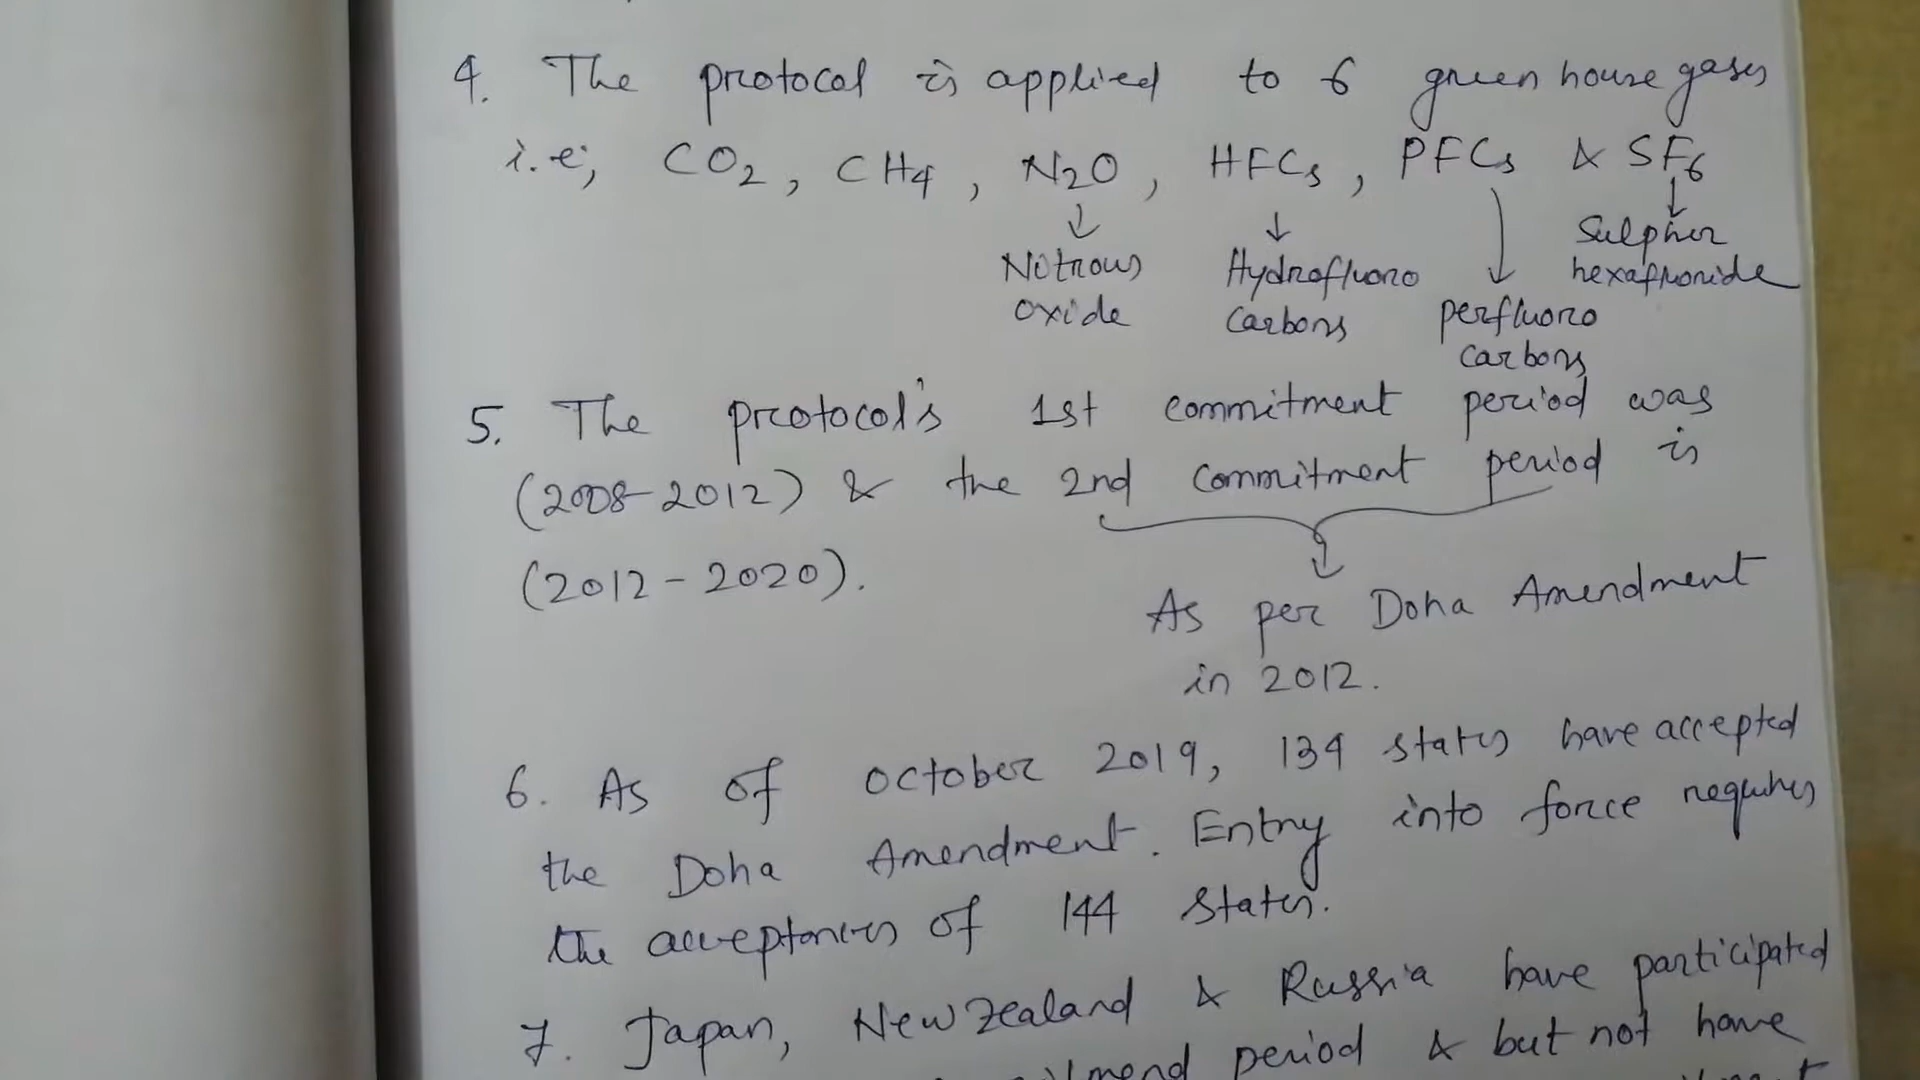 4. The protocol is applied to 6 green house gases
i.e; CO2, CH4, N2O, HFCs, PFCs & SF6
Nitrous oxide
Hydrofluoro carbons
perfluoro carbons
Sulpher hexafluoride
5. The protocol's 1st commitment period was
(2008-2012) & the 2nd commitment period is
(2012-2020).
As per Doha Amendment
in 2012.
6. As of October 2019, 134 states have accepted
the Doha Amendment. Entry into force requires
the acceptances of 144 states.
7. Japan, New Zealand & Russia have participated
period & but not have